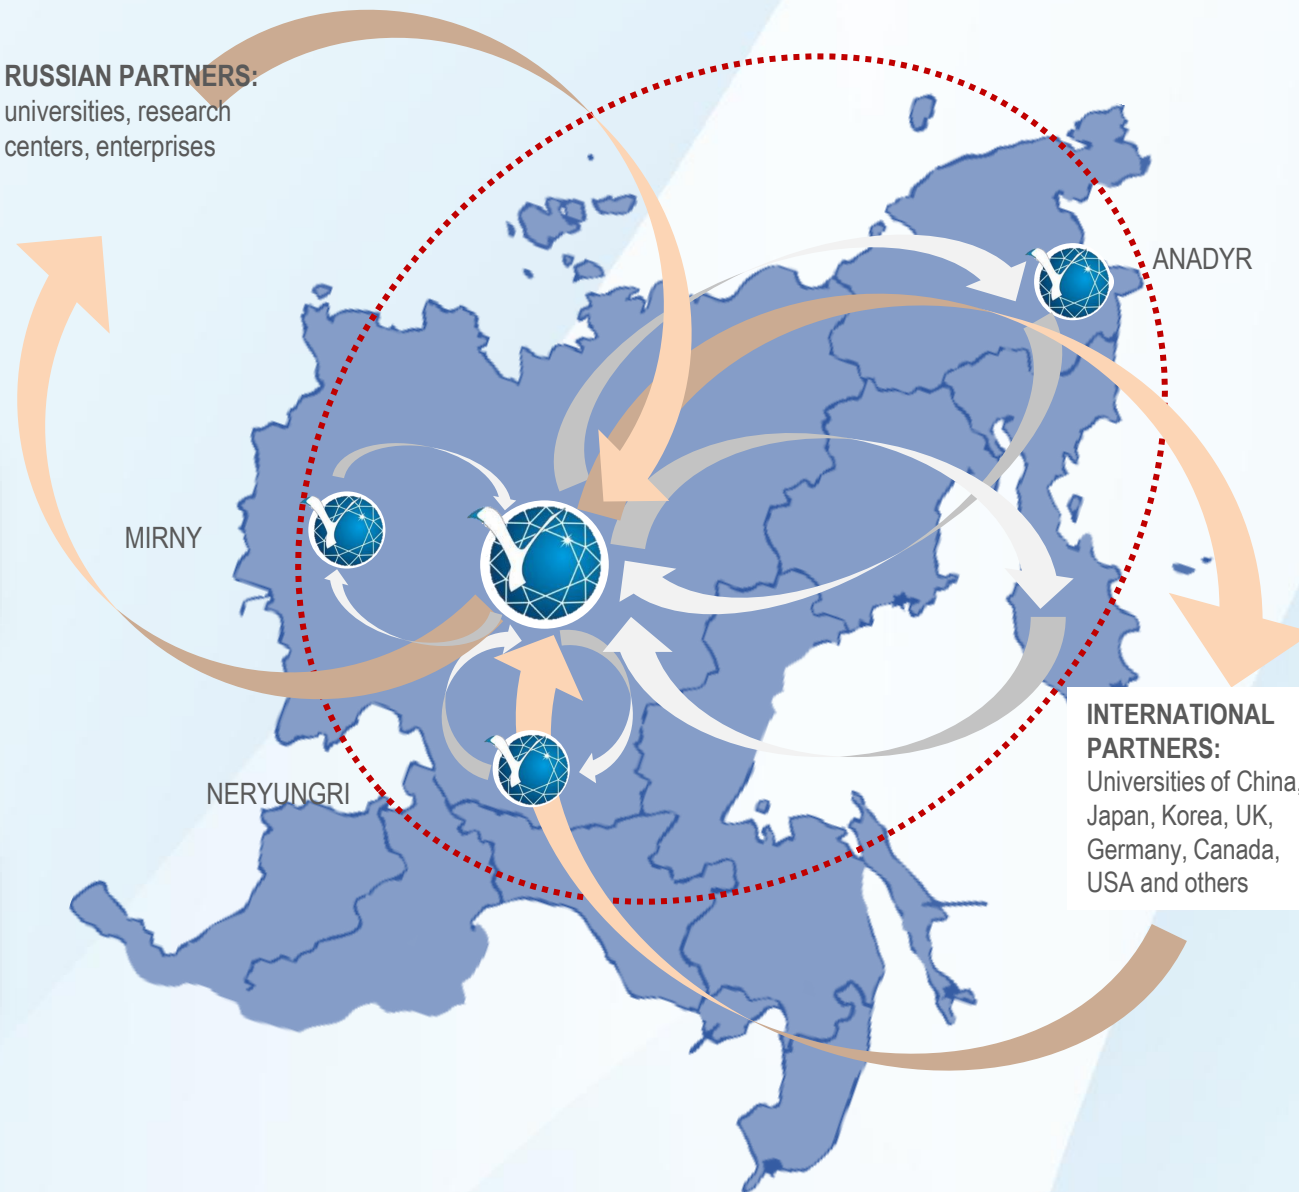 RUSSIAN PARTNERS:
universities, research
centers, enterprises
ANADYR
MIRNY
NERYUNGRI
INTERNATIONAL
PARTNERS:
Universities of China,
Japan, Korea, UK,
Germany, Canada,
USA and others